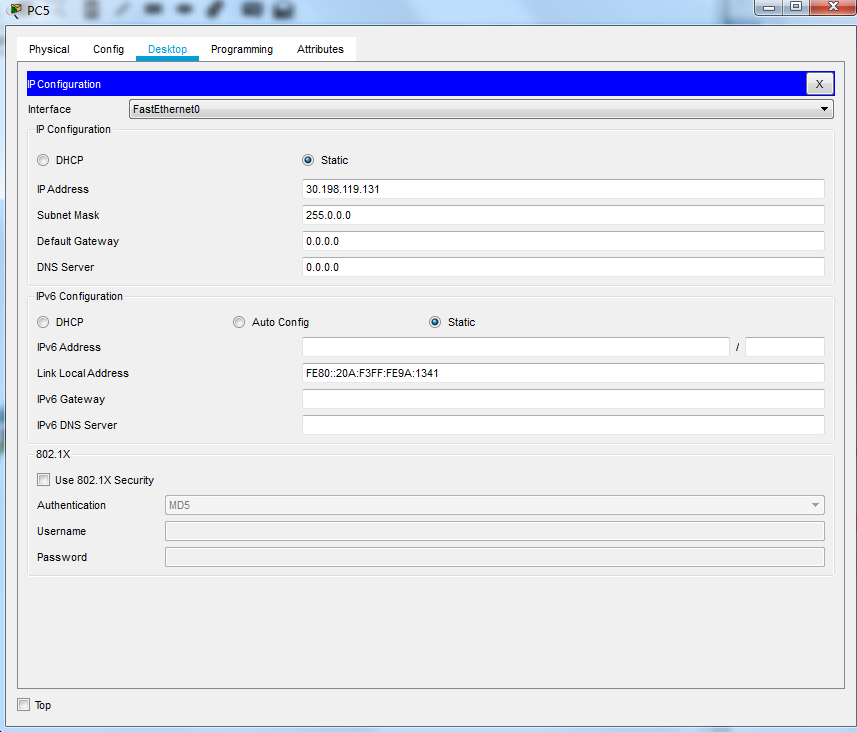 PC5
X
Physical Config Desktop Programming Attributes
IP Configuration X
Interface FastEthernet0
IP Configuration
DHCP Static
IP Address 30.198.119.131
Subnet Mask 255.0.0.0
Default Gateway 0.0.0.0
DNS Server 0.0.0.0
IPv6 Configuration
DHCP Auto Config Static
IPv6 Address /
Link Local Address FE80::20A:F3FF:FE9A:1341
IPv6 Gateway
IPv6 DNS Server
802.1X
Use 802.1X Security
Authentication MD5
Username
Password
Top